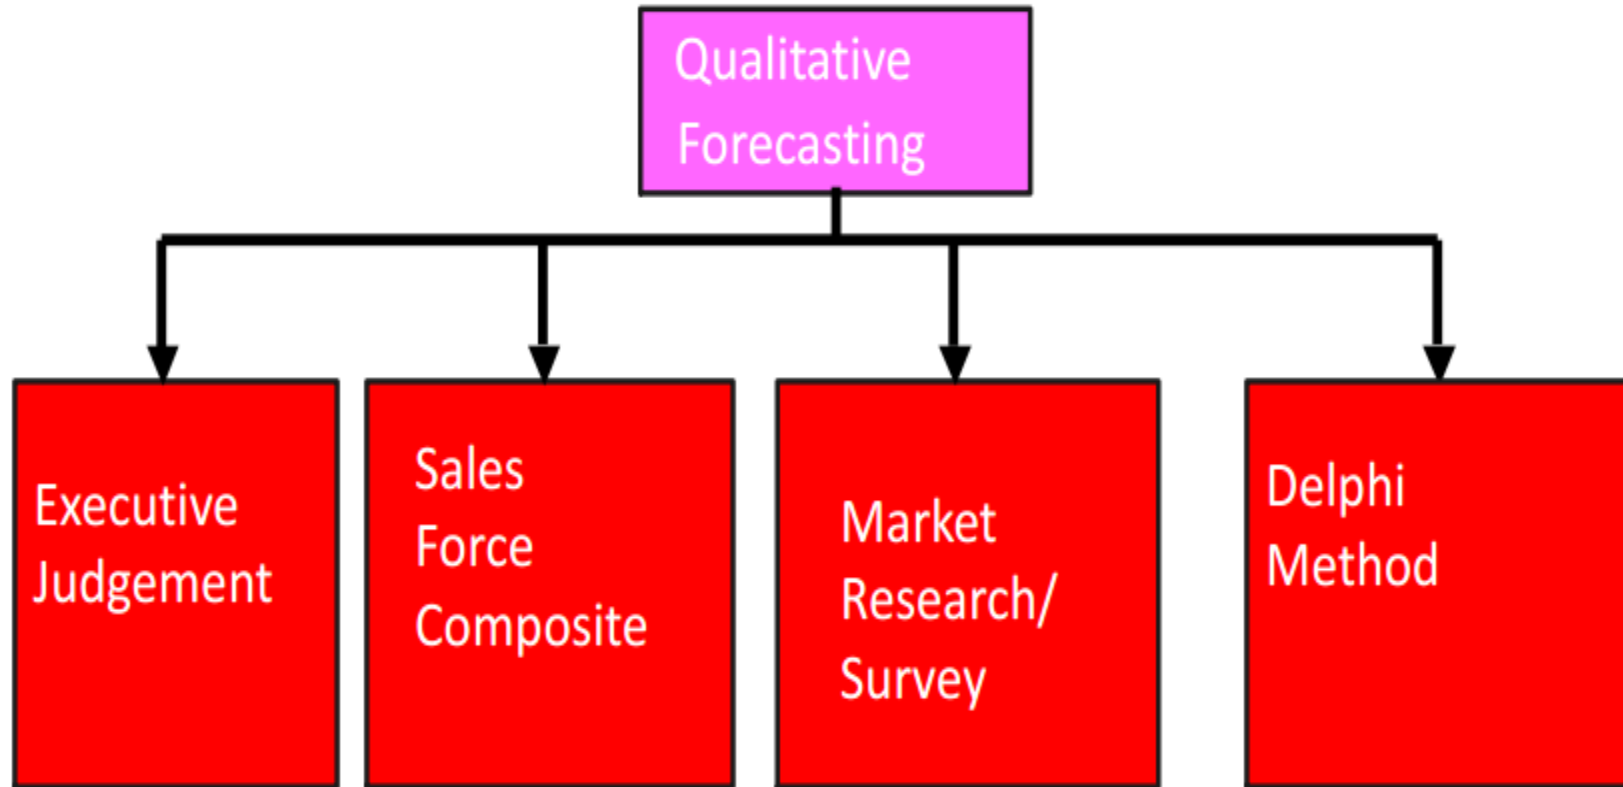 Qualitative
Forecasting
Executive
Judgement
Sales
Force
Composite
Market
Research/
Survey
Delphi
Method